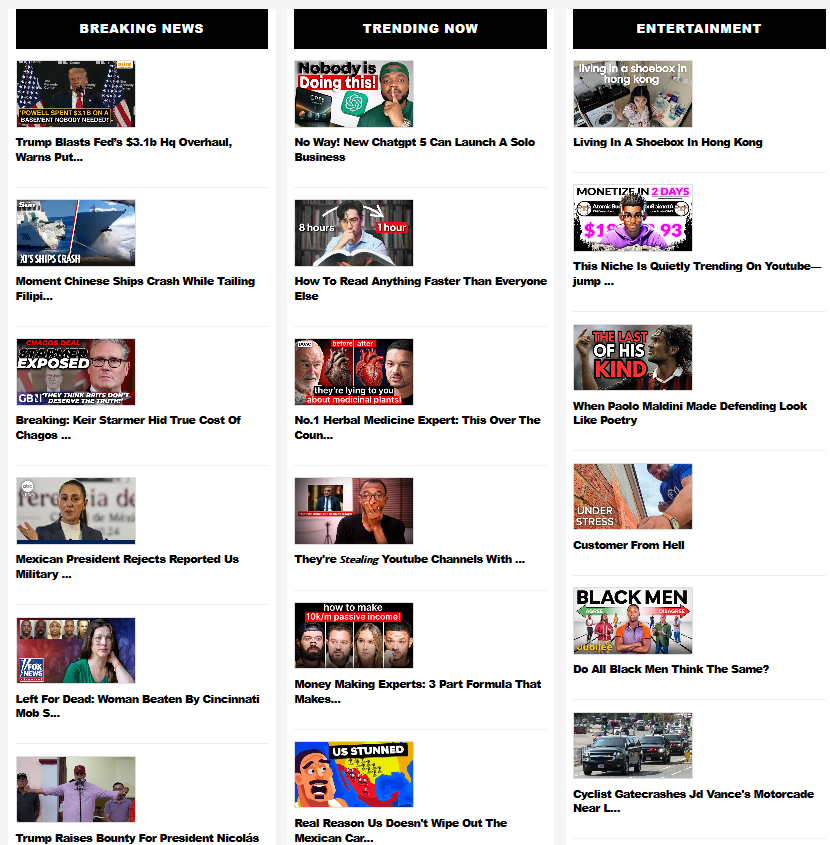 BREAKING NEWS
'POWELL SPENT $3.1B ON A
BASEMENT NOBODY NEEDED!'
Trump Blasts Fed's $3.1b Hq Overhaul,
Warns Put...
Sun
XI'S SHIPS CRASH
Moment Chinese Ships Crash While Tailing
Filipi...
CHAGOS DEAL
STARMER
EXPOSED
GBN
'THEY THINK BRITS DON'T
DESERVE THE TRUTH!'
Breaking: Keir Starmer Hid True Cost Of
Chagos ...
abc
NEWS
Mexican President Rejects Reported Us
Military ...
FOX
NEWS
channel
Left For Dead: Woman Beaten By Cincinnati
Mob S...
Trump Raises Bounty For President Nicolás
TRENDING NOW
Nobody is
Doing this!
No Way! New Chatgpt 5 Can Launch A Solo
Business
8 hours
1 hour
How To Read Anything Faster Than Everyone
Else
DOAC
before
after
they're lying to you
about medicinal plants!
No.1 Herbal Medicine Expert: This Over The
Coun...
They're Stealing Youtube Channels With ...
how to make
10k/m passive income!
Money Making Experts: 3 Part Formula That
Makes...
US STUNNED
Real Reason Us Doesn't Wipe Out The
Mexican Car...
ENTERTAINMENT
living in a shoebox in
hong kong
Living In A Shoebox In Hong Kong
MONETIZE IN 2 DAYS
93
This Niche Is Quietly Trending On Youtube—
jump ...
THE LAST
OF HIS
KIND
When Paolo Maldini Made Defending Look
Like Poetry
UNDER
STRESS
Customer From Hell
BLACK MEN
AGREE
DISAGREE
Jubilee
Do All Black Men Think The Same?
Cyclist Gatecrashes Jd Vance's Motorcade
Near L...